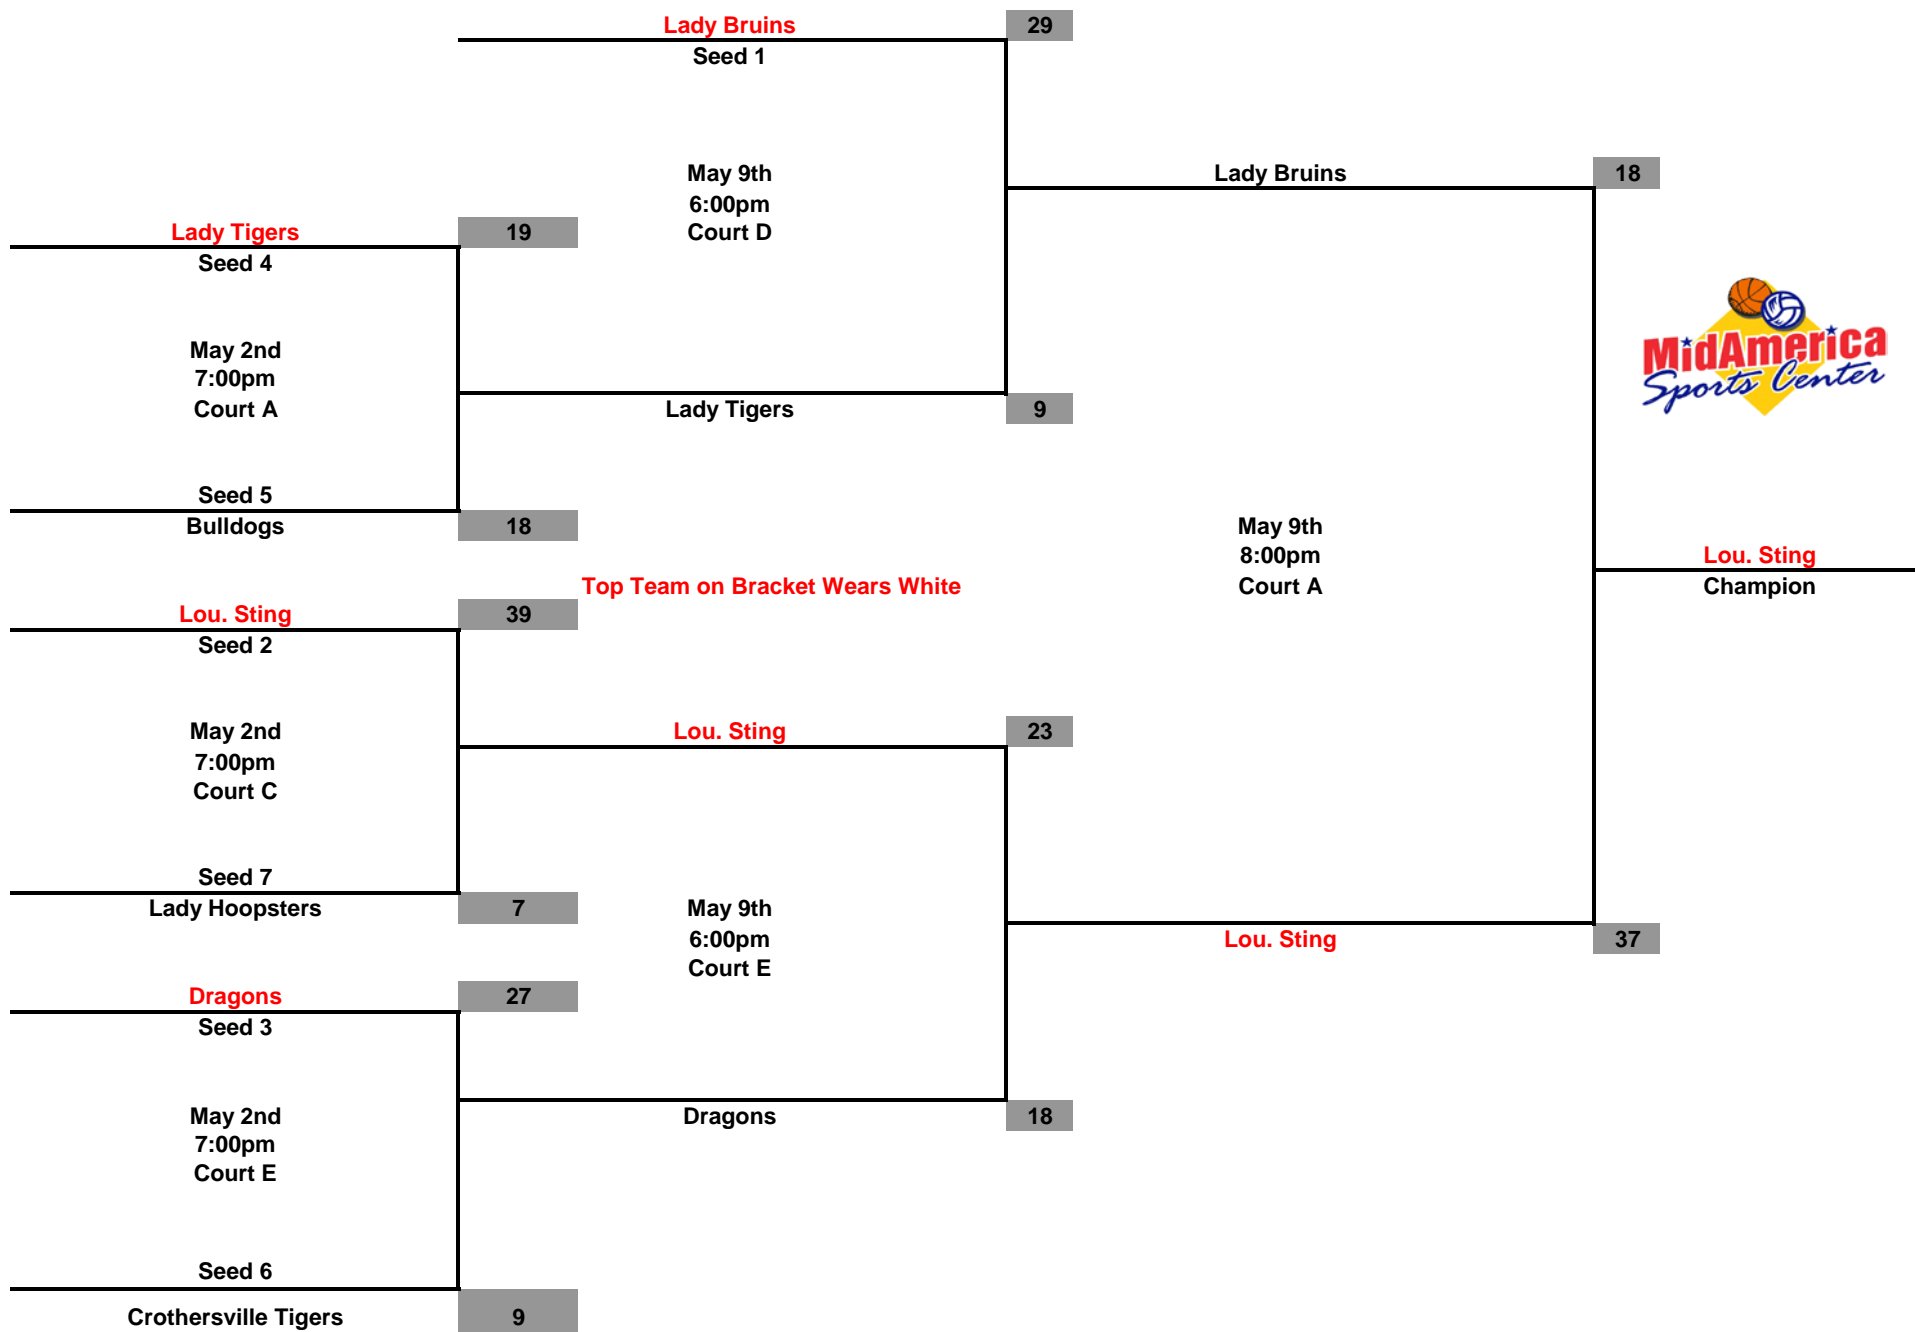 Lady Bruins 29
Seed 1
May 9th Lady Bruins 18
6:00pm
Lady Tigers 19 Court D
Seed 4
MidAmerica
Sports Center
May 2nd
7:00pm
Court A Lady Tigers 9
Seed 5
Bulldogs 18 May 9th
8:00pm Lou. Sting
Top Team on Bracket Wears White Court A Champion
Lou. Sting 39
Seed 2
May 2nd Lou. Sting 23
7:00pm
Court C
Seed 7
Lady Hoopsters 7 May 9th
6:00pm Lou. Sting 37
Court E
Dragons 27
Seed 3
May 2nd Dragons 18
7:00pm
Court E
Seed 6
Crothersville Tigers 9